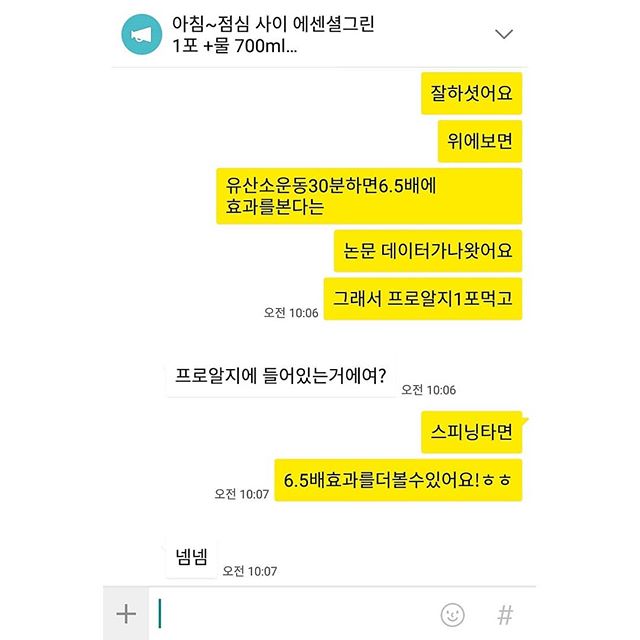 아침~점심 사이 에센셜그린
1포 +물 700ml...
잘하셧어요
위에보면
유산소운동30분하면6.5배에
효과를본다는
논문 데이터가나왓어요
그래서 프로알지1포먹고
오전 10:06
프로알지에 들어있는거에여?
오전 10:06
스피닝타면
6.5배효과를더볼수있어요!ㅎㅎ
오전 10:07
넴넴
오전 10:07
+
#